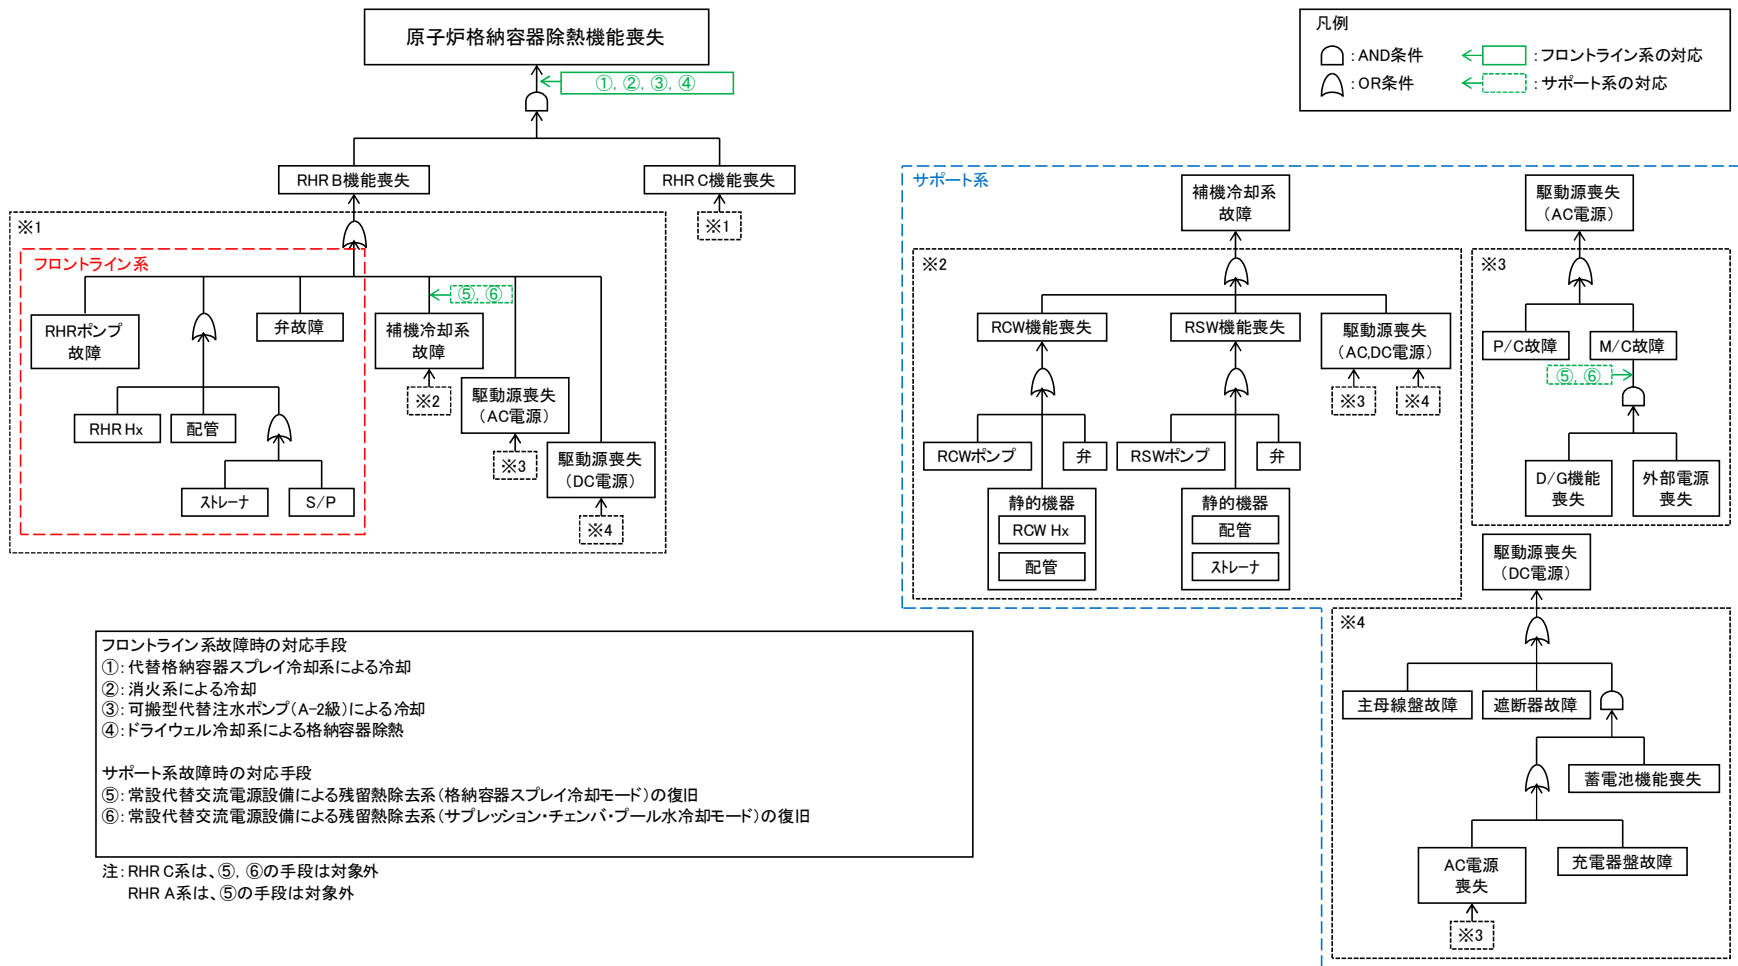 原子炉格納容器除熱機能喪失
①, ②, ③, ④
凡例
: AND条件
: フロントライン系の対応
: OR条件
: サポート系の対応
RHR B機能喪失
RHR C機能喪失
※1
※1
フロントライン系
RHRポンプ
故障
弁故障
⑤, ⑥
補機冷却系
故障
※2
駆動源喪失
(AC電源)
※3
駆動源喪失
(DC電源)
※4
RHR Hx
配管
ストレーナ
S/P
サポート系
補機冷却系
故障
※2
RCW機能喪失
RSW機能喪失
駆動源喪失
(AC,DC電源)
※3
※4
RCWポンプ
弁
静的機器
RCW Hx
配管
RSWポンプ
弁
静的機器
配管
ストレーナ
駆動源喪失
(AC電源)
※3
P/C故障
M/C故障
⑤, ⑥
D/G機能
喪失
外部電源
喪失
駆動源喪失
(DC電源)
※4
主母線盤故障
遮断器故障
蓄電池機能喪失
AC電源
喪失
充電器盤故障
※3
フロントライン系故障時の対応手段
①: 代替格納容器スプレイ冷却系による冷却
②: 消火系による冷却
③: 可搬型代替注水ポンプ(A-2級)による冷却
④: ドライウェル冷却系による格納容器除熱
サポート系故障時の対応手段
⑤: 常設代替交流電源設備による残留熱除去系(格納容器スプレイ冷却モード)の復旧
⑥: 常設代替交流電源設備による残留熱除去系(サプレッション・チェンバ・プール水冷却モード)の復旧
注: RHR C系は、⑤, ⑥の手段は対象外
RHR A系は、⑤の手段は対象外